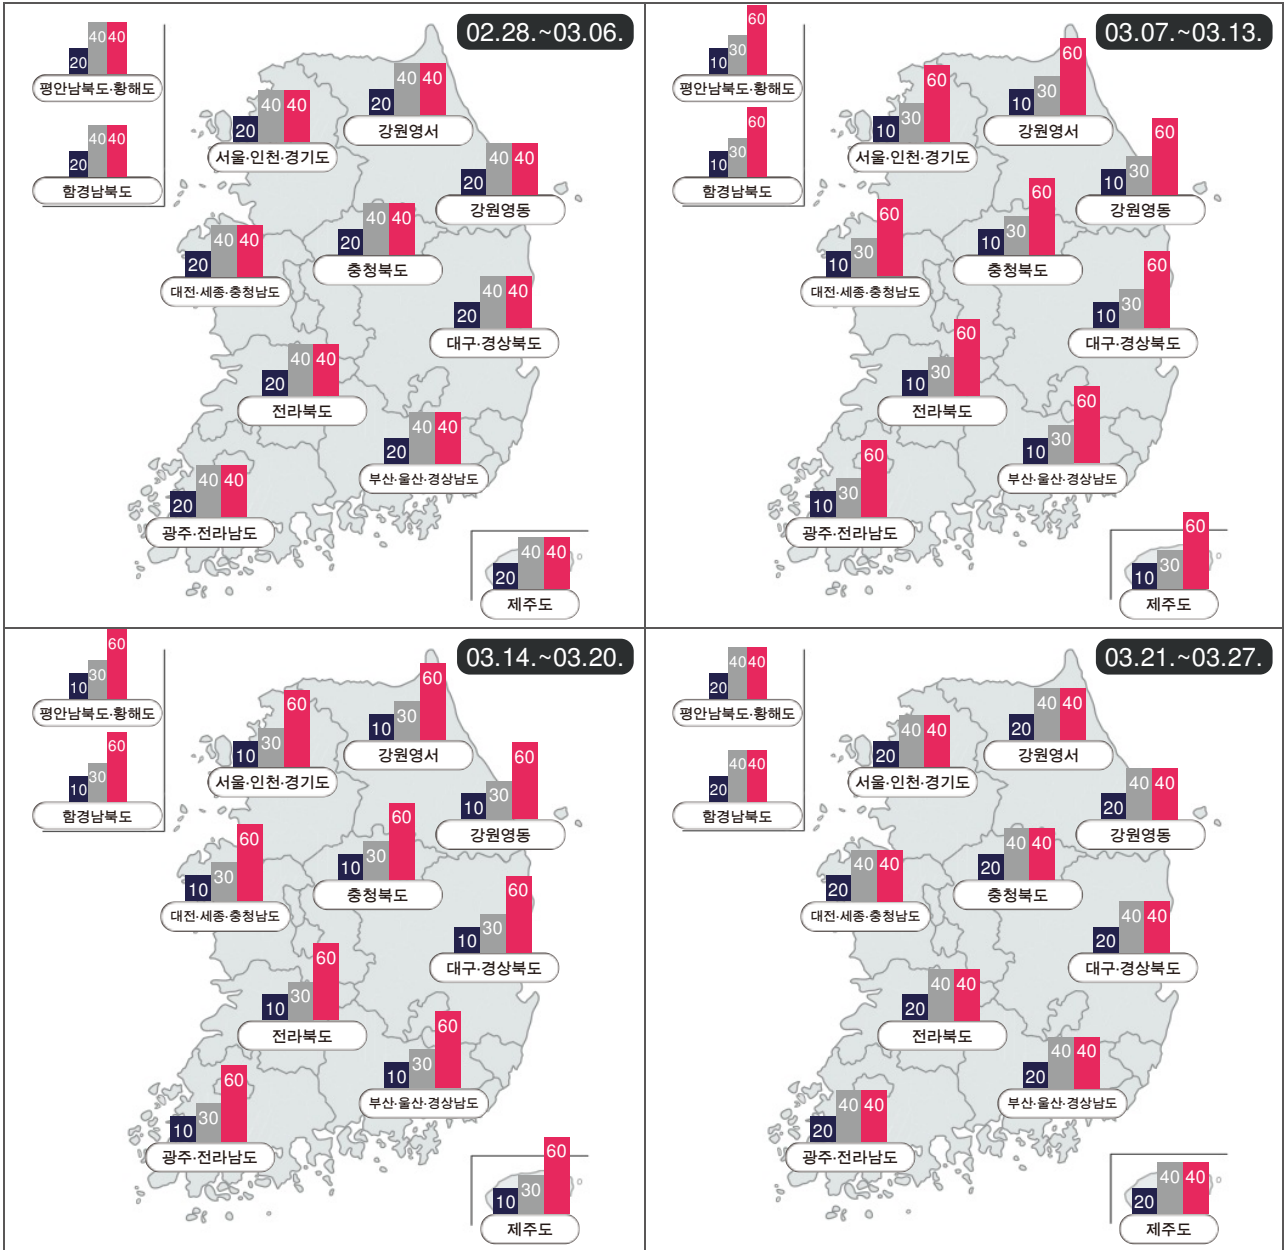 02.28.~03.06.
20 40 40
평안남북도·황해도
20 40 40
함경남북도
20 40 40
서울·인천·경기도
20 40 40
강원영서
20 40 40
강원영동
20 40 40
대전·세종·충청남도
20 40 40
충청북도
20 40 40
대구·경상북도
20 40 40
전라북도
20 40 40
부산·울산·경상남도
20 40 40
광주·전라남도
20 40 40
제주도
03.07.~03.13.
10 30 60
평안남북도·황해도
10 30 60
함경남북도
10 30 60
서울·인천·경기도
10 30 60
강원영서
10 30 60
강원영동
10 30 60
대전·세종·충청남도
10 30 60
충청북도
10 30 60
대구·경상북도
10 30 60
전라북도
10 30 60
부산·울산·경상남도
10 30 60
광주·전라남도
10 30 60
제주도
03.14.~03.20.
10 30 60
평안남북도·황해도
10 30 60
함경남북도
10 30 60
서울·인천·경기도
10 30 60
강원영서
10 30 60
강원영동
10 30 60
대전·세종·충청남도
10 30 60
충청북도
10 30 60
대구·경상북도
10 30 60
전라북도
10 30 60
부산·울산·경상남도
10 30 60
광주·전라남도
10 30 60
제주도
03.21.~03.27.
20 40 40
평안남북도·황해도
20 40 40
함경남북도
20 40 40
서울·인천·경기도
20 40 40
강원영서
20 40 40
강원영동
20 40 40
대전·세종·충청남도
20 40 40
충청북도
20 40 40
대구·경상북도
20 40 40
전라북도
20 40 40
부산·울산·경상남도
20 40 40
광주·전라남도
20 40 40
제주도